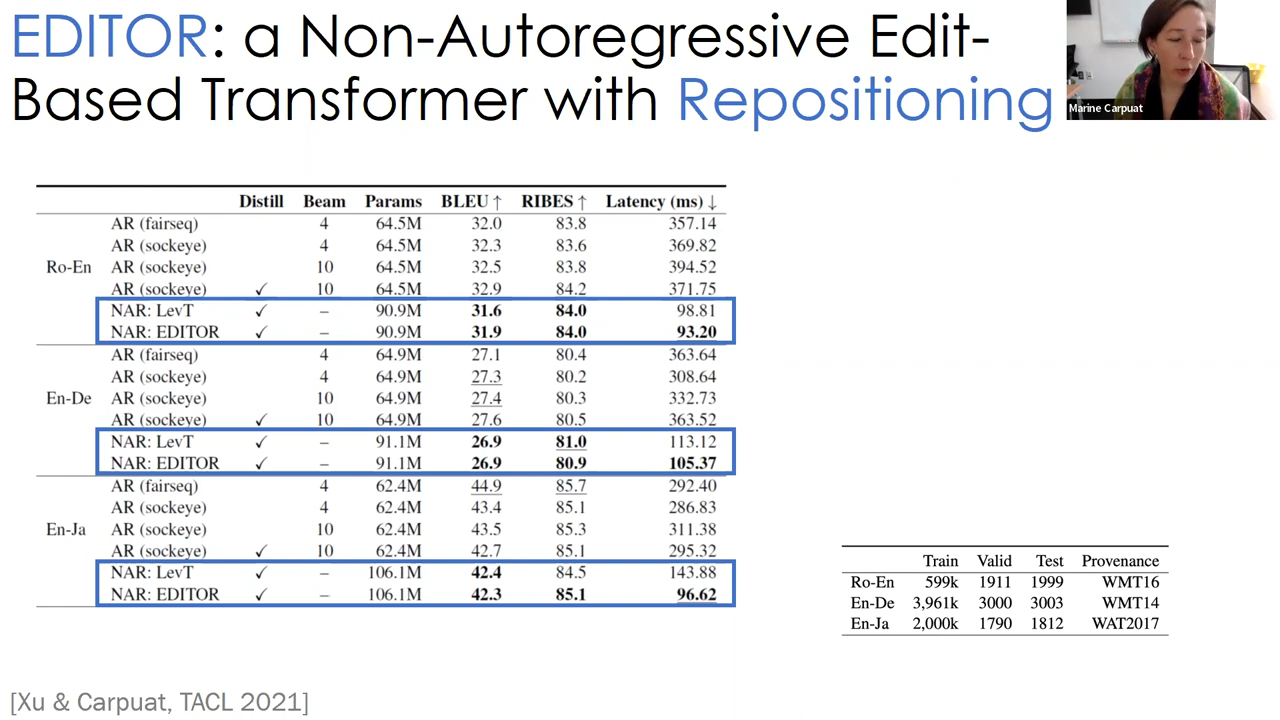 EDITOR: a Non-Autoregressive Edit-
Based Transformer with Repositioning
Marine Carpuat
Distill Beam Params BLEU ↑ RIBES ↑ Latency (ms) ↓
AR (fairseq) 4 64.5M 32.0 83.8 357.14
AR (sockeye) 4 64.5M 32.3 83.6 369.82
Ro-En AR (sockeye) 10 64.5M 32.5 83.8 394.52
AR (sockeye) ✓ 10 64.5M 32.9 84.2 371.75
NAR: LevT ✓ – 90.9M 31.6 84.0 98.81
NAR: EDITOR ✓ – 90.9M 31.9 84.0 93.20
AR (fairseq) 4 64.9M 27.1 80.4 363.64
AR (sockeye) 4 64.9M 27.3 80.2 308.64
En-De AR (sockeye) 10 64.9M 27.4 80.3 332.73
AR (sockeye) ✓ 10 64.9M 27.6 80.5 363.52
NAR: LevT ✓ – 91.1M 26.9 81.0 113.12
NAR: EDITOR ✓ – 91.1M 26.9 80.9 105.37
AR (fairseq) 4 62.4M 44.9 85.7 292.40
AR (sockeye) 4 62.4M 43.4 85.1 286.83
En-Ja AR (sockeye) 10 62.4M 43.5 85.3 311.38
AR (sockeye) ✓ 10 62.4M 42.7 85.1 295.32
NAR: LevT ✓ – 106.1M 42.4 84.5 143.88
NAR: EDITOR ✓ – 106.1M 42.3 85.1 96.62
Train Valid Test Provenance
Ro-En 599k 1911 1999 WMT16
En-De 3,961k 3000 3003 WMT14
En-Ja 2,000k 1790 1812 WAT2017
[Xu & Carpuat, TACL 2021]